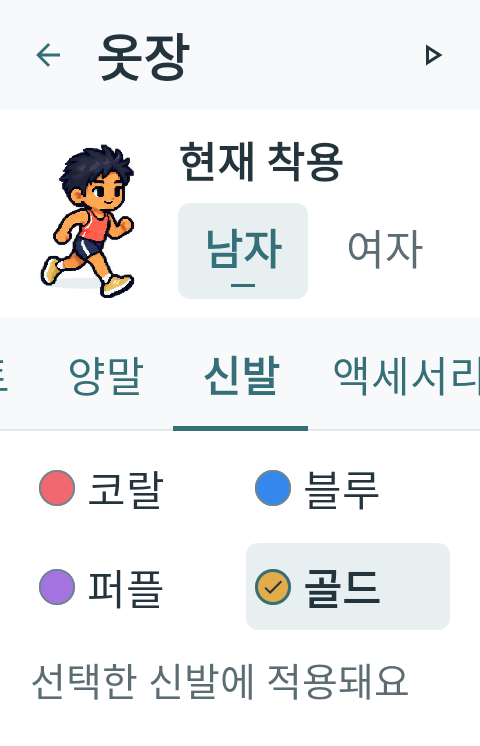 옷장
현재 착용
남자 여자
양말 신발 액세서리
코랄 블루
퍼플 골드
선택한 신발에 적용돼요